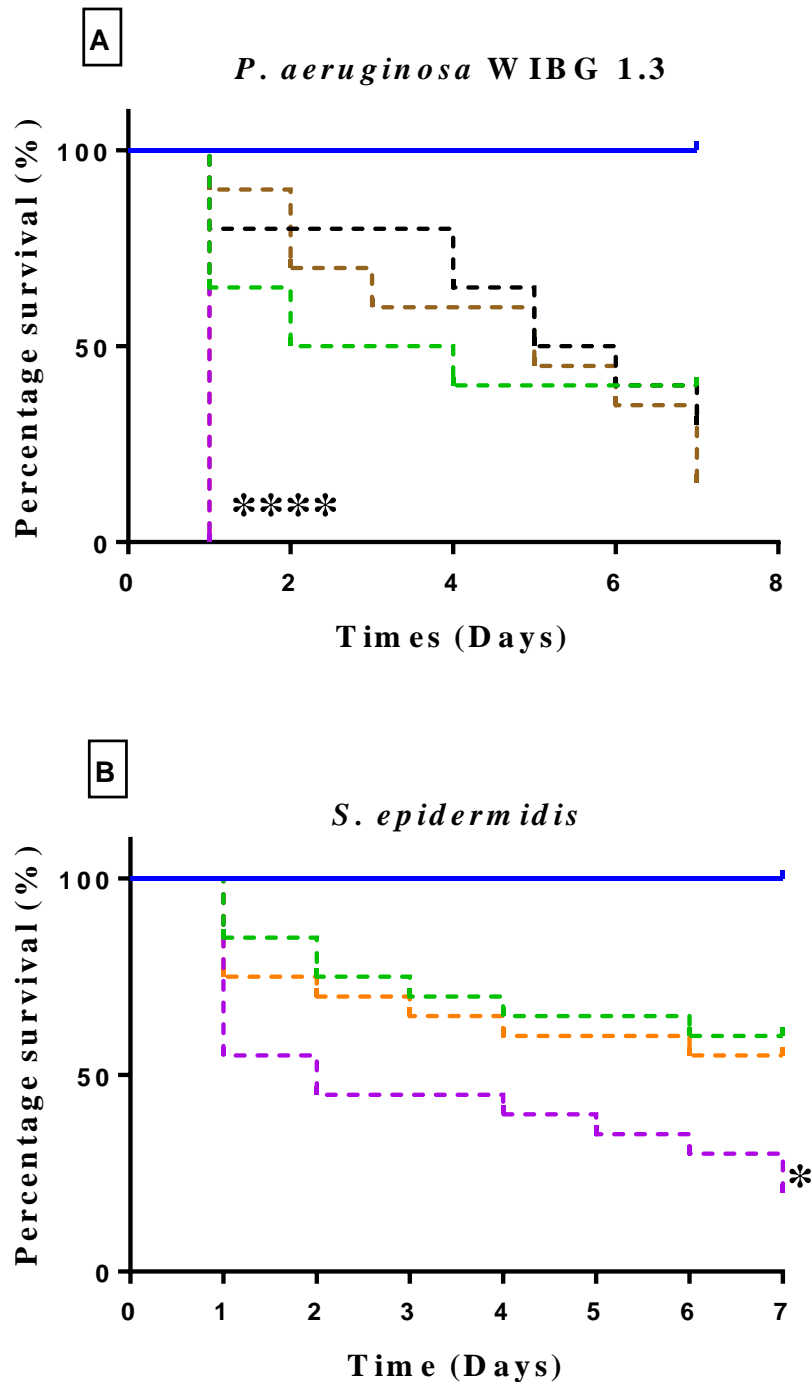 A
P. aeruginosa WIBG 1.3
Percentage survival (%)
100
50
0
****
0 2 4 6 8
Times (Days)
B
S. epidermidis
Percentage survival (%)
100
50
0
*
0 1 2 3 4 5 6 7
Time (Days)